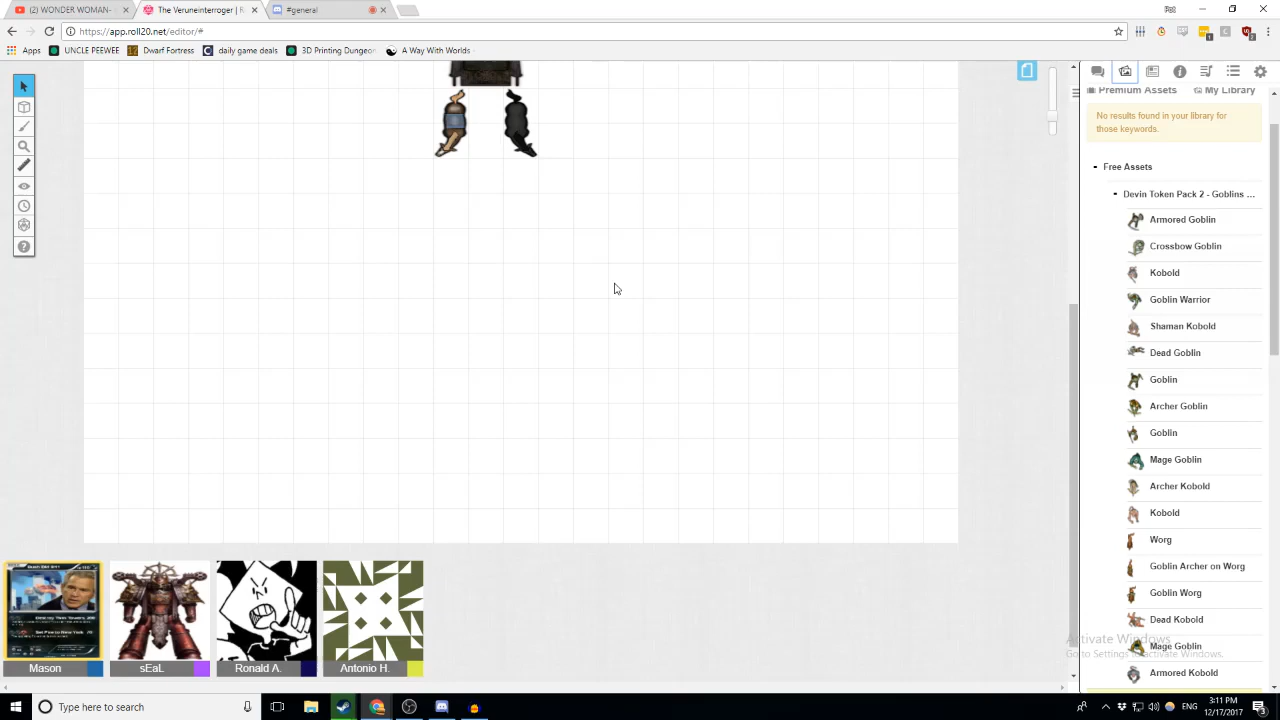 (2) WONDER WOMAN-
The Veruneinterroger | R
#general
https://app.roll20.net/editor/#
Apps
UNCLE PEEWEE
Dwarf Fortress
daily game deals
3D Printing Dungeon
A Way With Words
Premium Assets
My Library
No results found in your library for
those keywords.
Free Assets
Devin Token Pack 2 - Goblins ...
Armored Goblin
Crossbow Goblin
Kobold
Goblin Warrior
Shaman Kobold
Dead Goblin
Goblin
Archer Goblin
Goblin
Mage Goblin
Archer Kobold
Kobold
Worg
Goblin Archer on Worg
Goblin Worg
Dead Kobold
Mage Goblin
Armored Kobold
Activate Windows
Go to Settings to activate Windows.
Mason
sEaL
Ronald A.
Antonio H.
Type here to search
3:11 PM
12/17/2017